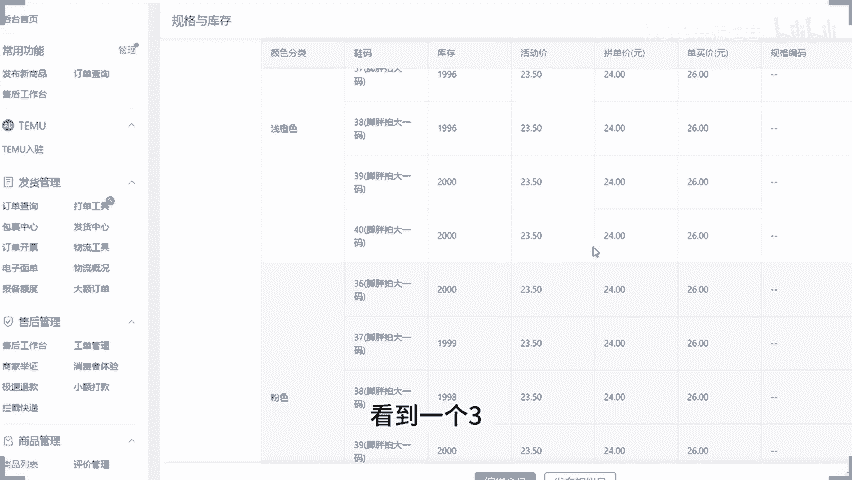 后台首页
常用功能 管理
发布新商品 订单查询
售后工作台
TEMU
TEMU入驻
发货管理
订单查询 打单工具
包裹中心 发货中心
订单开票 物流工具
电子面单 物流概况
报备额度 大额订单
售后管理
售后工作台 工单管理
商家举证 消费者体验
极速退款 小额打款
拦截快递
商品管理
商品列表 评价管理
规格与库存
颜色分类 鞋码 库存 活动价 拼单价(元) 单买价(元) 规格编码
37(脚胖拍大一码) 1996 23.50 24.00 26.00 --
浅橙色 38(脚胖拍大一码) 1996 23.50 24.00 26.00 --
39(脚胖拍大一码) 2000 23.50 24.00 26.00 --
40(脚胖拍大一码) 2000 23.50 24.00 26.00 --
36(脚胖拍大一码) 2000 23.50 24.00 26.00 --
37(脚胖拍大一码) 1999 23.50 24.00 26.00 --
粉色 38(脚胖拍大一码) 1998 23.50 24.00 26.00 --
39(脚胖拍大一码) 2000 23.50 24.00 26.00 --
看到一个3